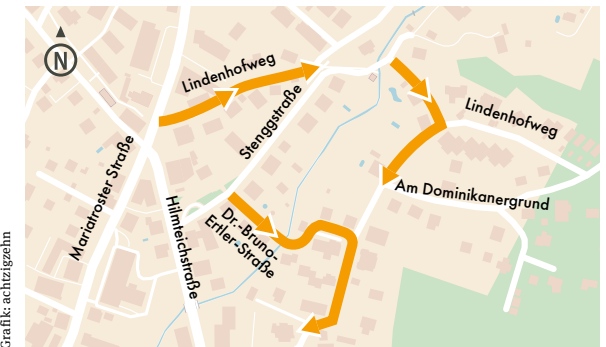 N
Lindenhofweg
Stenggstraße
Lindenhofweg
Mariatroster Straße
Hilmteichstraße
Am Dominikanergrund
Dr.-Bruno-
Ertler-Straße
Grafik: achtzigzehn